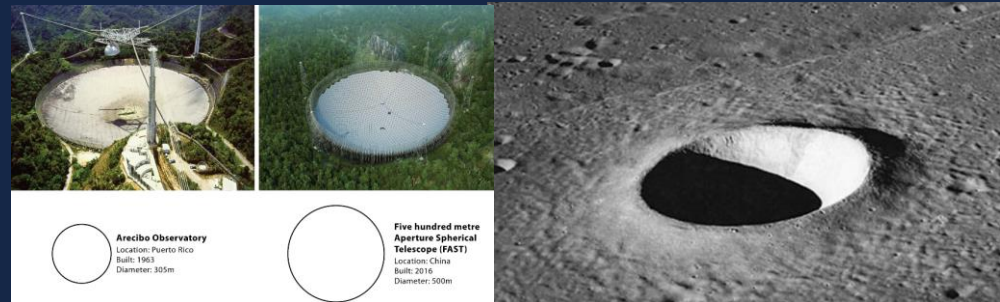 Arecibo Observatory
Location: Puerto Rico
Built: 1963
Diameter: 305m
Five hundred metre
Aperture Spherical
Telescope (FAST)
Location: China
Built: 2016
Diameter: 500m